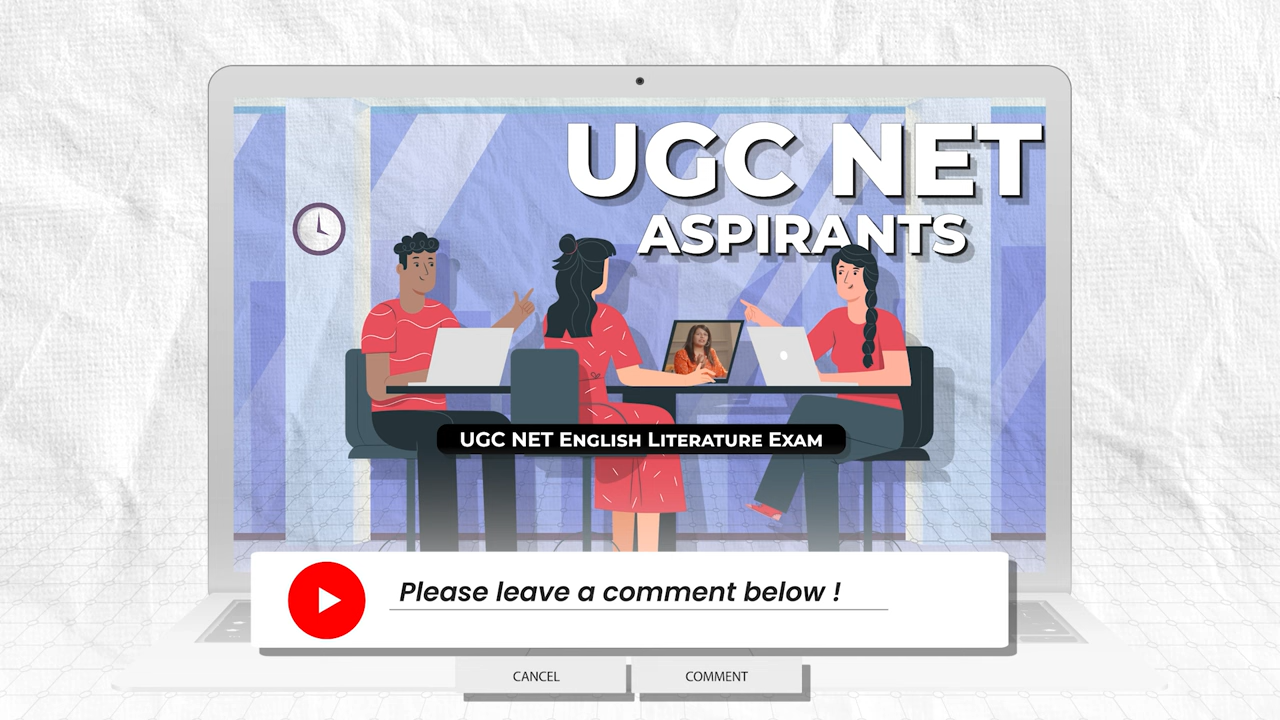 UGC NET
ASPIRANTS
UGC NET English Literature Exam
Please leave a comment below !
CANCEL
COMMENT